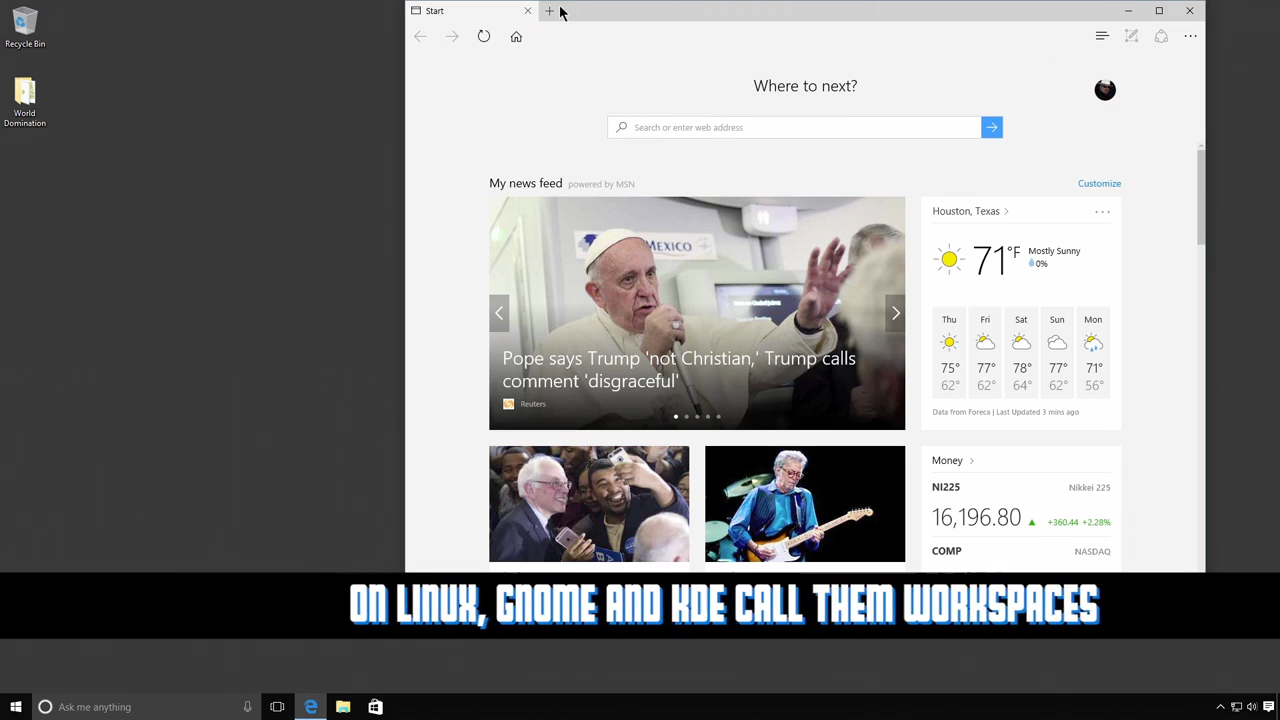 Start
Recycle Bin
World
Domination
Where to next?
Search or enter web address
My news feed powered by MSN
Customize
MEXICO
Pope says Trump 'not Christian,' Trump calls
comment 'disgraceful'
Reuters
Houston, Texas
71°F
Mostly Sunny
0%
Thu Fri Sat Sun Mon
75° 77° 78° 77° 71°
62° 62° 64° 62° 56°
Data from Foreca | Last Updated 3 mins ago
Money
NI225 Nikkei 225
16,196.80 +360.44 +2.28%
COMP NASDAQ
ON LINUX, GNOME AND KDE CALL THEM WORKSPACES
Ask me anything